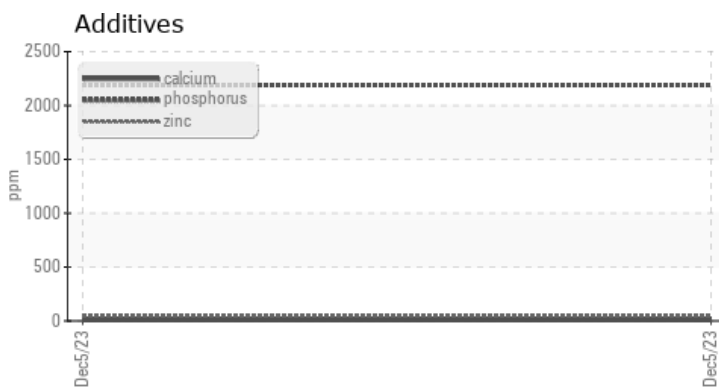 Additives
2500
2000
1500
1000
500
0
ppm
calcium
phosphorus
zinc
Dec5/23
Dec5/23